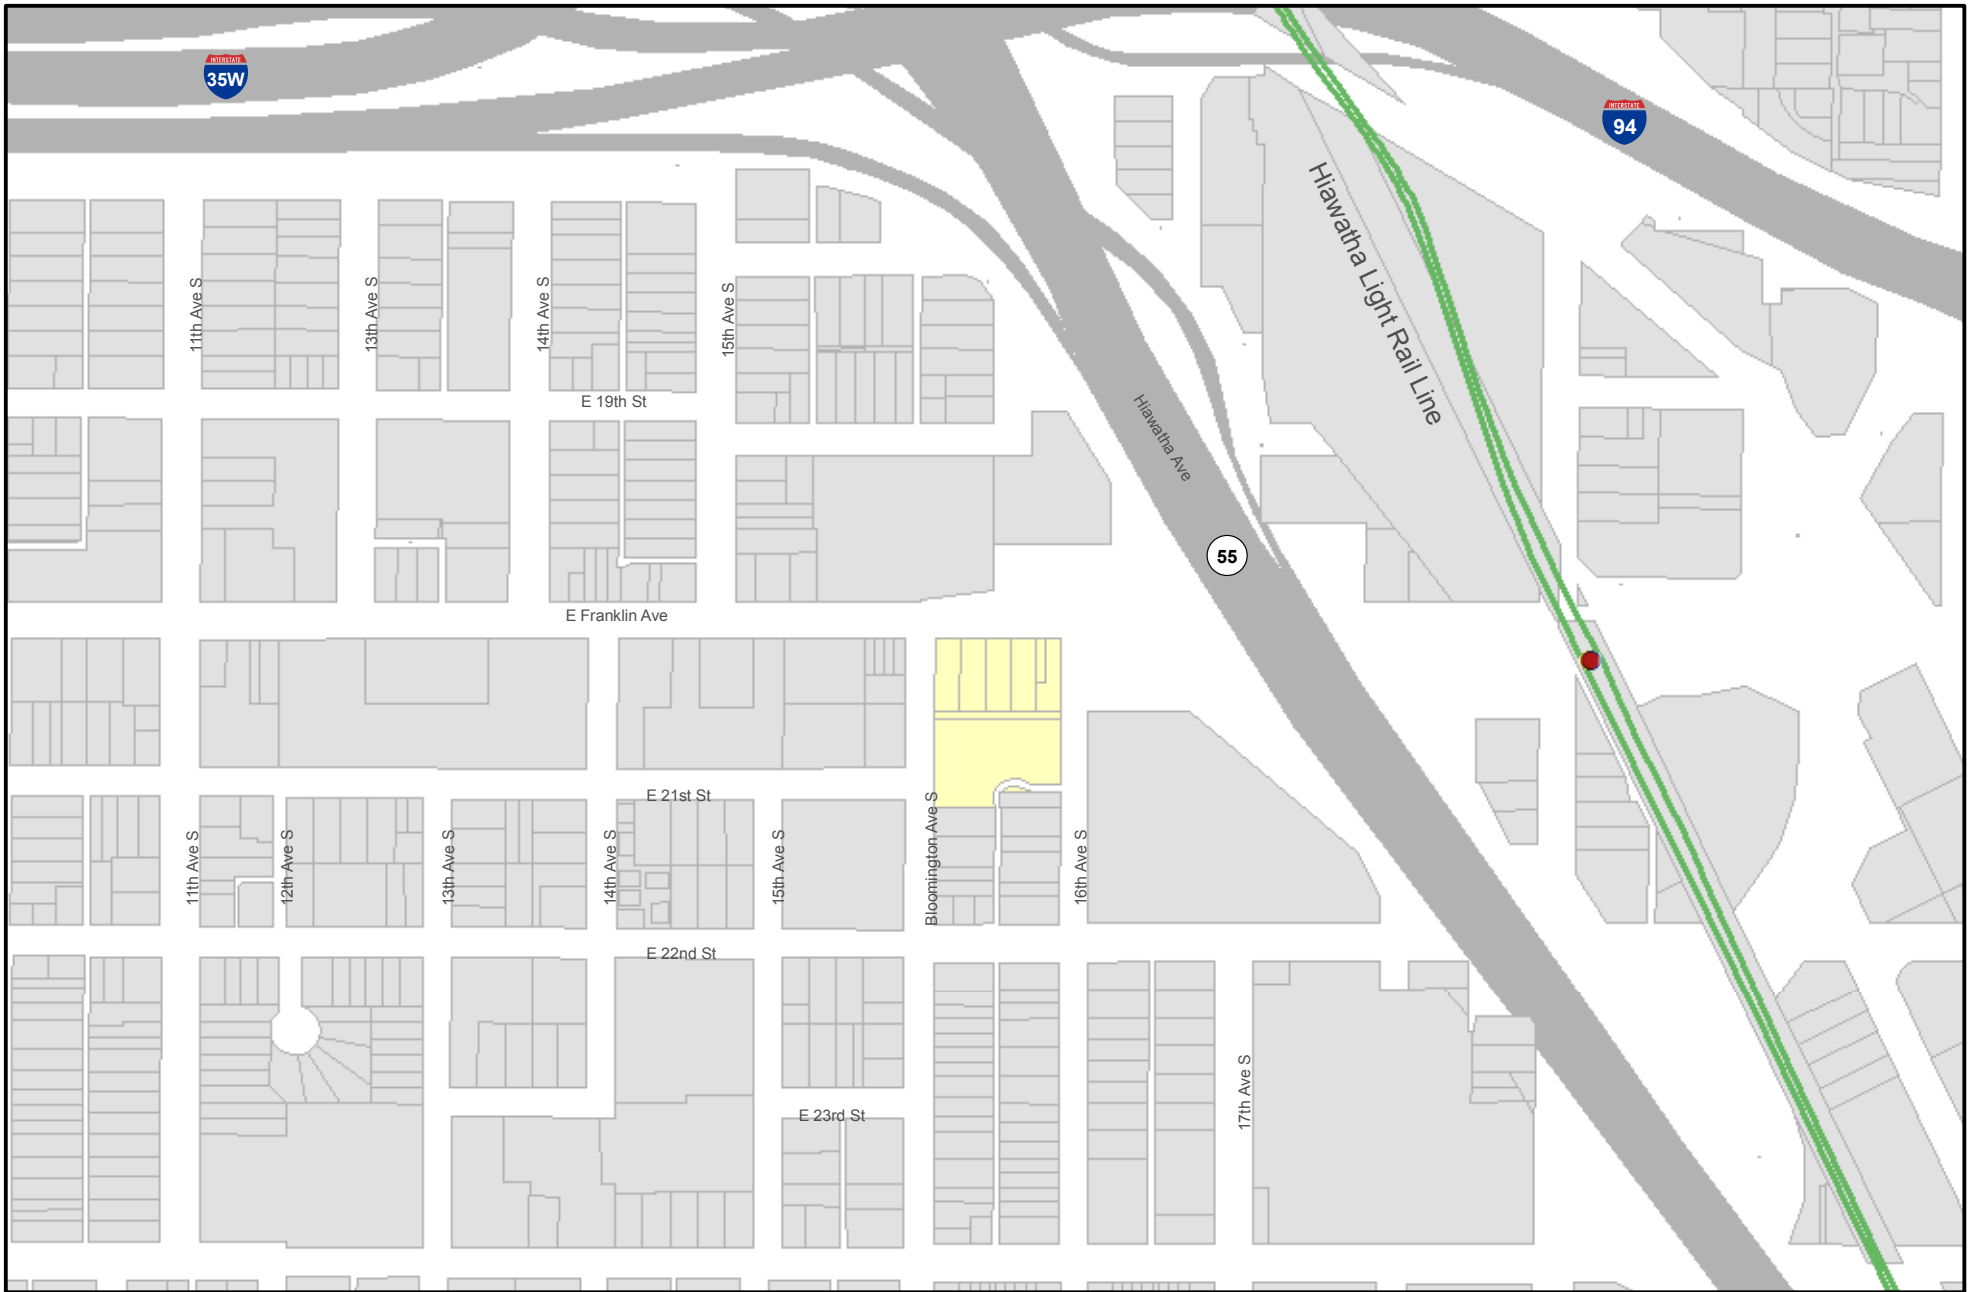 INTERSTATE
35W
INTERSTATE
94
Hiawatha Light Rail Line
11th Ave S
13th Ave S
14th Ave S
15th Ave S
E 19th St
Hiawatha Ave
55
E Franklin Ave
E 21st St
11th Ave S
12th Ave S
13th Ave S
14th Ave S
15th Ave S
Bloomington Ave S
16th Ave S
E 22nd St
17th Ave S
E 23rd St